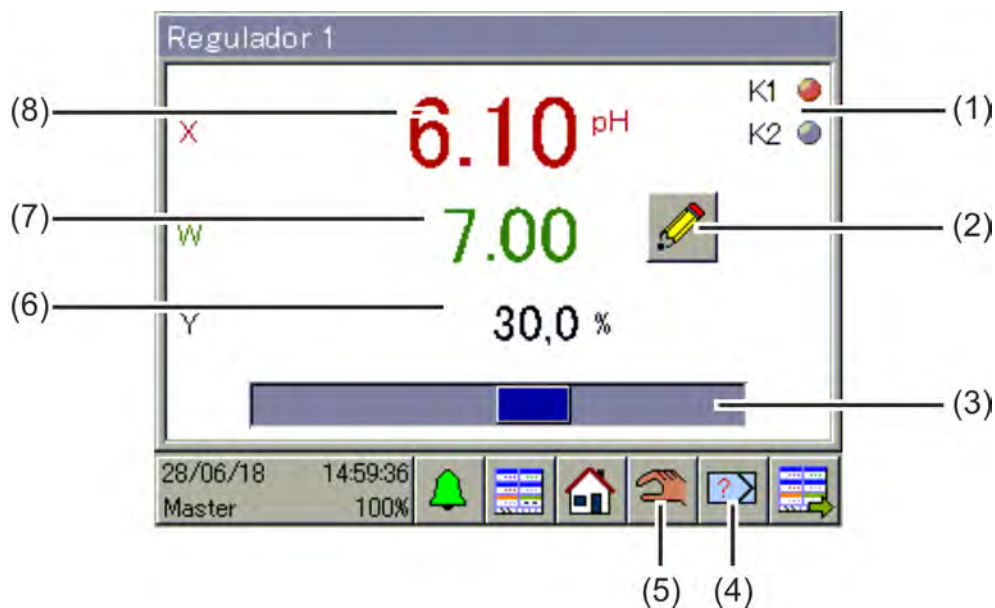 Regulador 1
(8) X 6.10 pH K1 (1)
K2
(7) W 7.00 (2)
(6) Y 30,0 %
(3)
28/06/18 14:59:36
Master 100%
?
(5) (4)